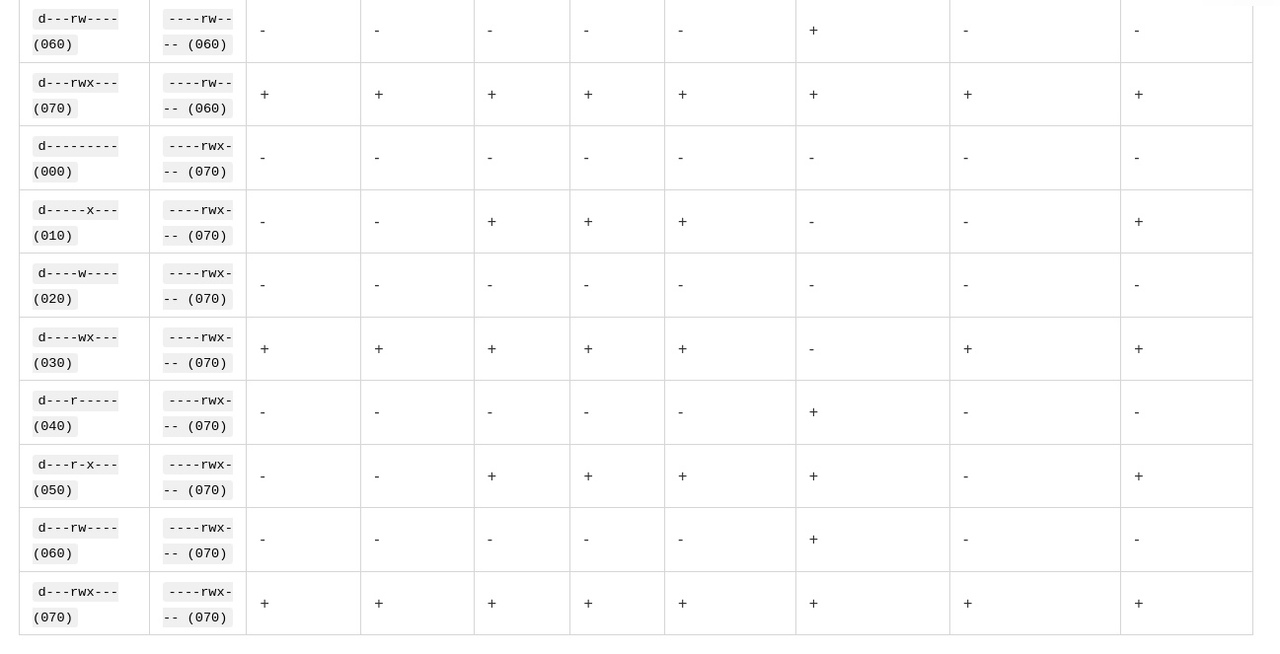 d---rw---- ----rw--
(060) -- (060) - - - - - + - -
d---rwx--- ----rw--
(070) -- (060) + + + + + + + +
d--------- ----rwx-
(000) -- (070) - - - - - - - -
d-----x--- ----rwx-
(010) -- (070) - - + + + - - +
d----w---- ----rwx-
(020) -- (070) - - - - - - - -
d----wx--- ----rwx-
(030) -- (070) + + + + + - + +
d---r----- ----rwx-
(040) -- (070) - - - - - + - -
d---r-x--- ----rwx-
(050) -- (070) - - + + + + - +
d---rw---- ----rwx-
(060) -- (070) - - - - - + - -
d---rwx--- ----rwx-
(070) -- (070) + + + + + + + +